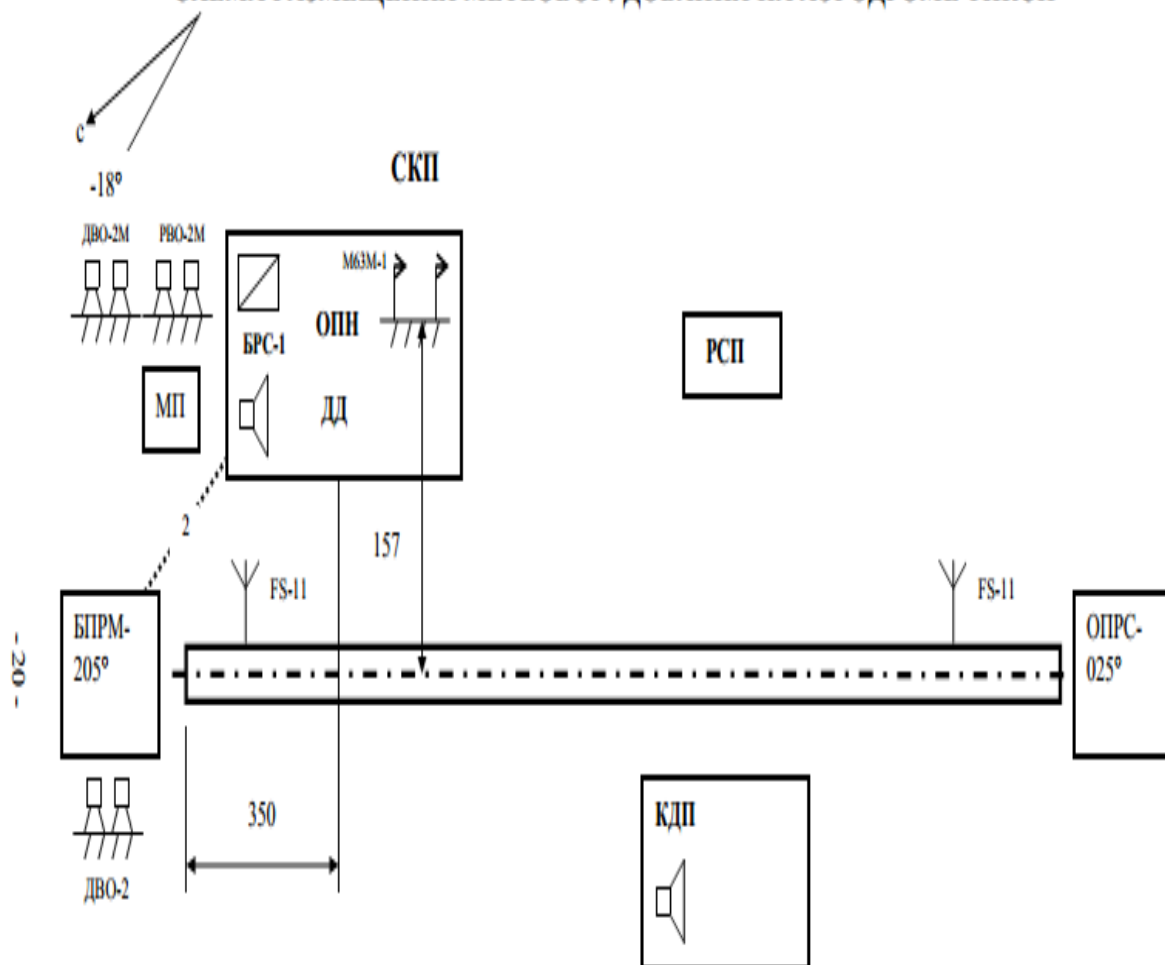 с
-18°
СКП
ДВО-2М
РВО-2М
М63М-1
ОПН
БРС-1
РСП
МП
ДД
2
157
FS-11
FS-11
БПРМ-
205°
ОПРС-
025°
- 20 -
350
КДП
ДВО-2